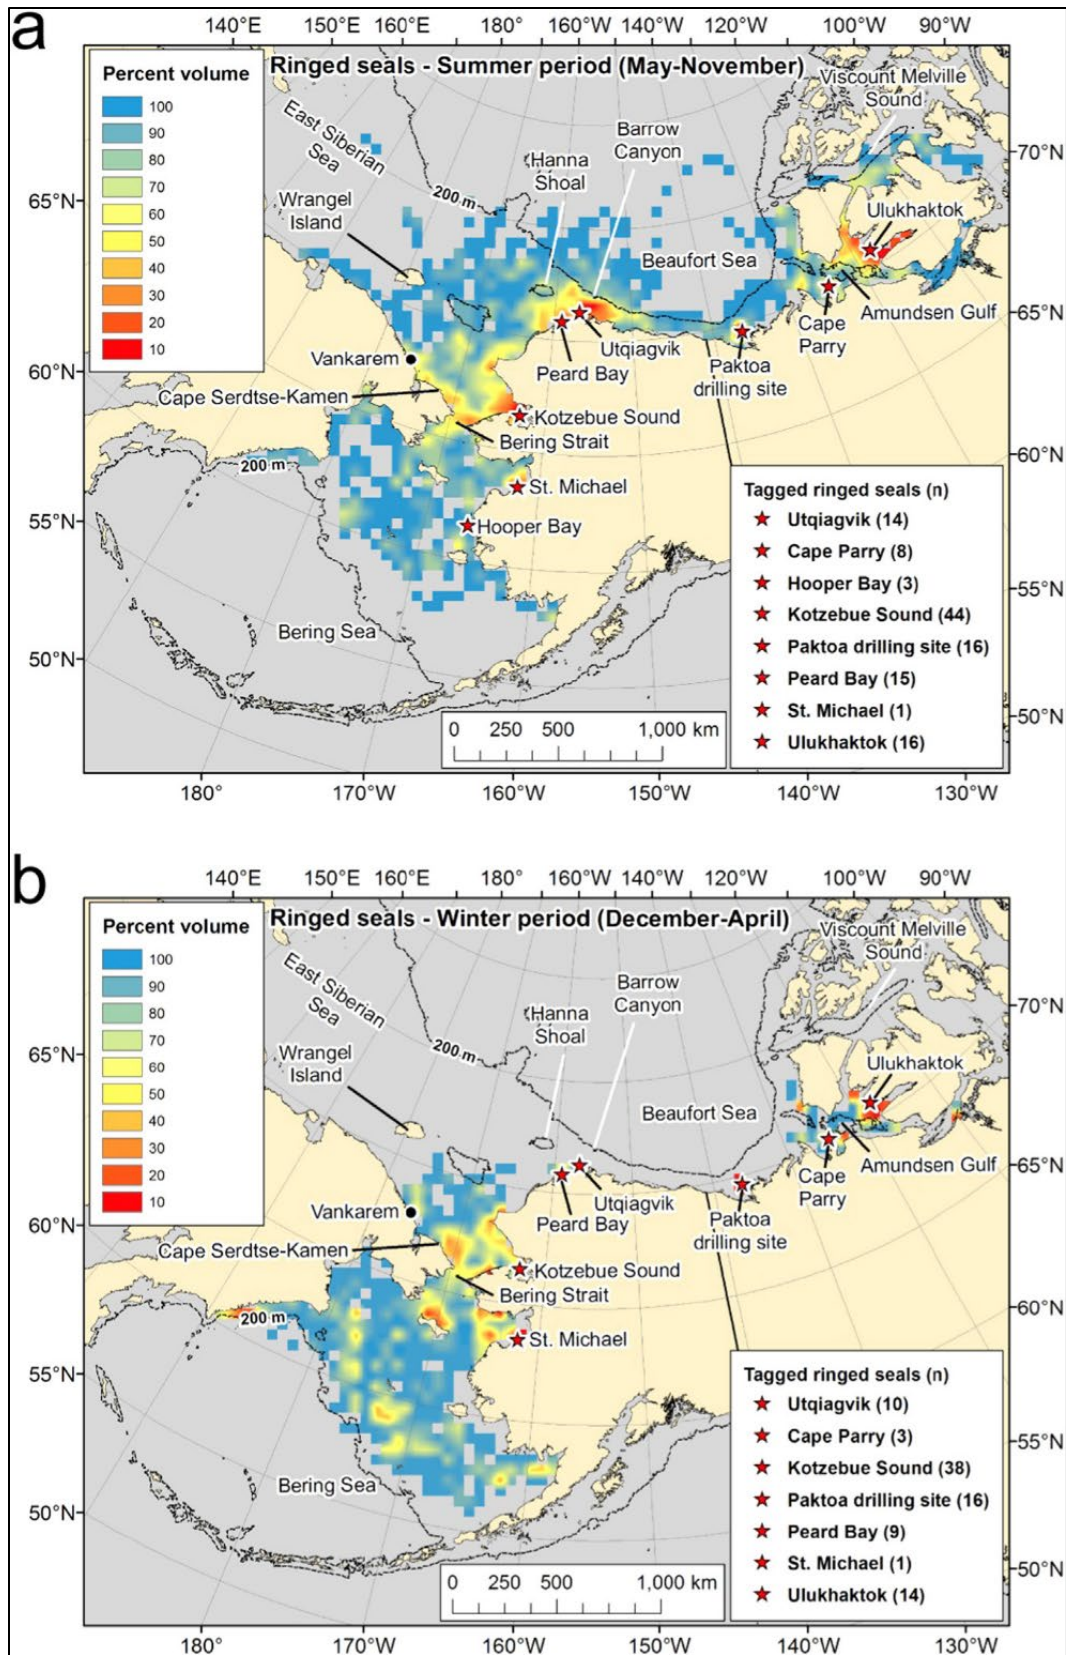 a
140°E 150°E 160°E 180° 160°W 140°W 120°W 100°W 90°W
Ringed seals - Summer period (May-November)
Percent volume
100
90
80
70
60
50
40
30
20
10
East Siberian
Sea
Wrangel
Island
200 m
Hanna
Shoal
Barrow
Canyon
Viscount Melville
Sound
Ulukhaktok
Beaufort Sea
Amundsen Gulf
Cape
Parry
Utqiagvik
Peard Bay
Paktoa
drilling site
Vankarem
Cape Serdtse-Kamen
Kotzebue Sound
Bering Strait
200 m
St. Michael
Hooper Bay
Bering Sea
65°N
60°N
55°N
50°N
70°N
65°N
60°N
55°N
50°N
Tagged ringed seals (n)
Utqiagvik (14)
Cape Parry (8)
Hooper Bay (3)
Kotzebue Sound (44)
Paktoa drilling site (16)
Peard Bay (15)
St. Michael (1)
Ulukhaktok (16)
0 250 500 1,000 km
180° 170°W 160°W 150°W 140°W 130°W
b
140°E 150°E 160°E 180° 160°W 140°W 120°W 100°W 90°W
Ringed seals - Winter period (December-April)
Percent volume
100
90
80
70
60
50
40
30
20
10
East Siberian
Sea
Wrangel
Island
200 m
Hanna
Shoal
Barrow
Canyon
Viscount Melville
Sound
Ulukhaktok
Beaufort Sea
Amundsen Gulf
Cape
Parry
Utqiagvik
Peard Bay
Paktoa
drilling site
Vankarem
Cape Serdtse-Kamen
Kotzebue Sound
Bering Strait
200 m
St. Michael
Bering Sea
65°N
60°N
55°N
50°N
70°N
65°N
60°N
55°N
50°N
Tagged ringed seals (n)
Utqiagvik (10)
Cape Parry (3)
Kotzebue Sound (38)
Paktoa drilling site (16)
Peard Bay (9)
St. Michael (1)
Ulukhaktok (14)
0 250 500 1,000 km
180° 170°W 160°W 150°W 140°W 130°W